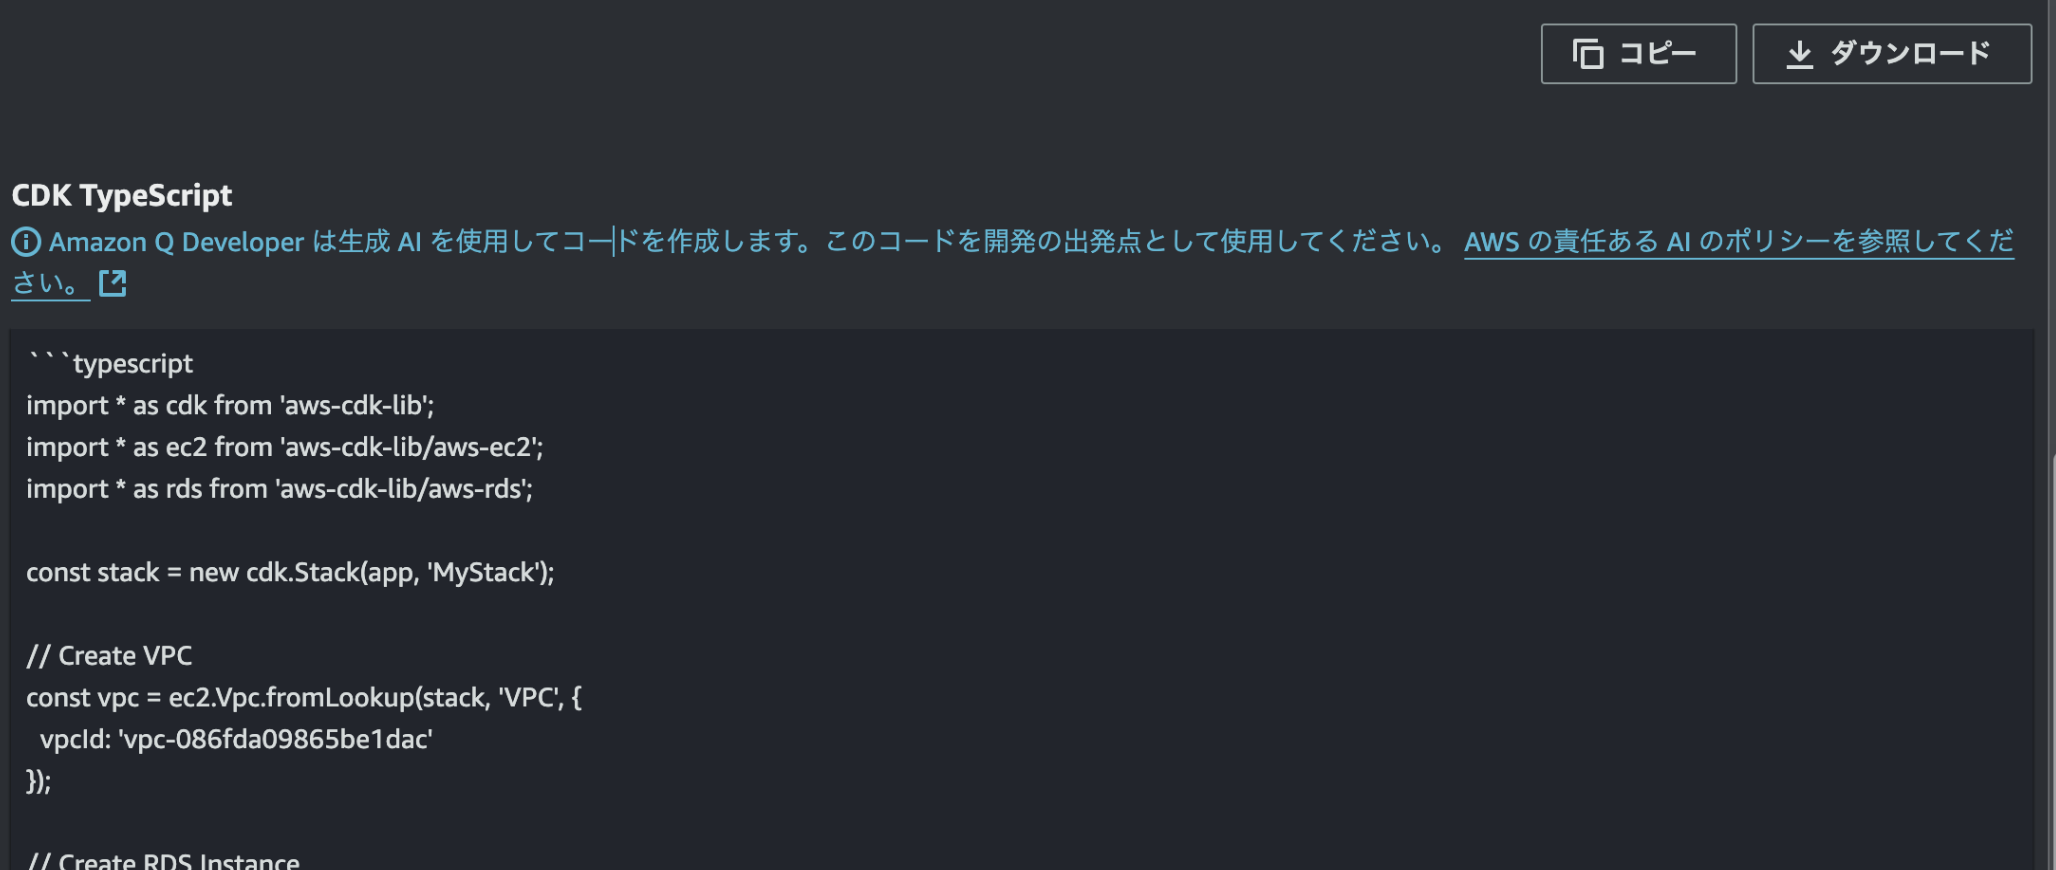 コピー
ダウンロード
CDK TypeScript
Amazon Q Developer は生成 AI を使用してコードを作成します。このコードを開発の出発点として使用してください。 AWS の責任ある AI のポリシーを参照してくだ
さい。
```typescript
import * as cdk from 'aws-cdk-lib';
import * as ec2 from 'aws-cdk-lib/aws-ec2';
import * as rds from 'aws-cdk-lib/aws-rds';
const stack = new cdk.Stack(app, 'MyStack');
// Create VPC
const vpc = ec2.Vpc.fromLookup(stack, 'VPC', {
  vpcId: 'vpc-086fda09865be1dac'
});
// Create RDS Instance